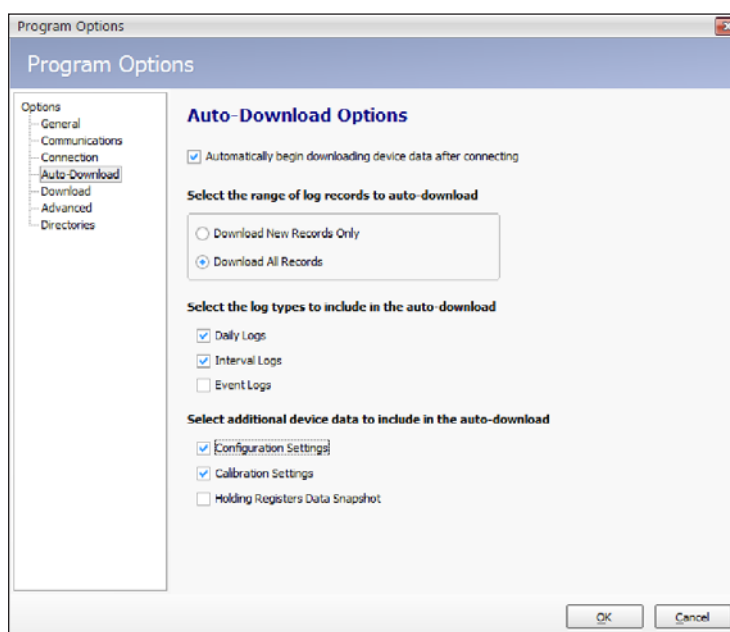 Program Options
Program Options
Options
General
Communications
Connection
Auto-Download
Download
Advanced
Directories
Auto-Download Options
Automatically begin downloading device data after connecting
Select the range of log records to auto-download
Download New Records Only
Download All Records
Select the log types to include in the auto-download
Daily Logs
Interval Logs
Event Logs
Select additional device data to include in the auto-download
Configuration Settings
Calibration Settings
Holding Registers Data Snapshot
OK
Cancel